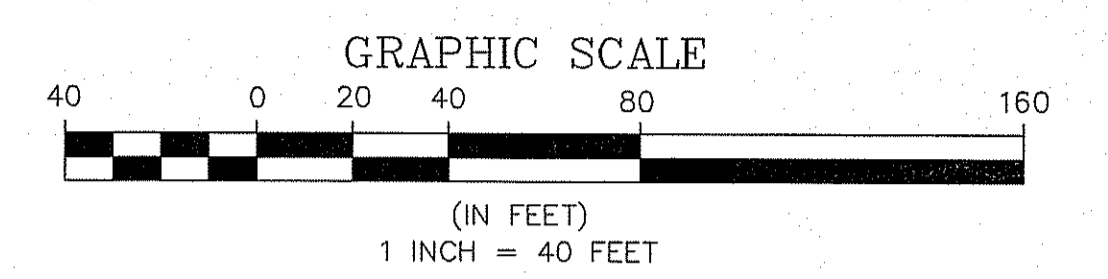 GRAPHIC SCALE
40 0 20 40 80 160
(IN FEET)
1 INCH = 40 FEET